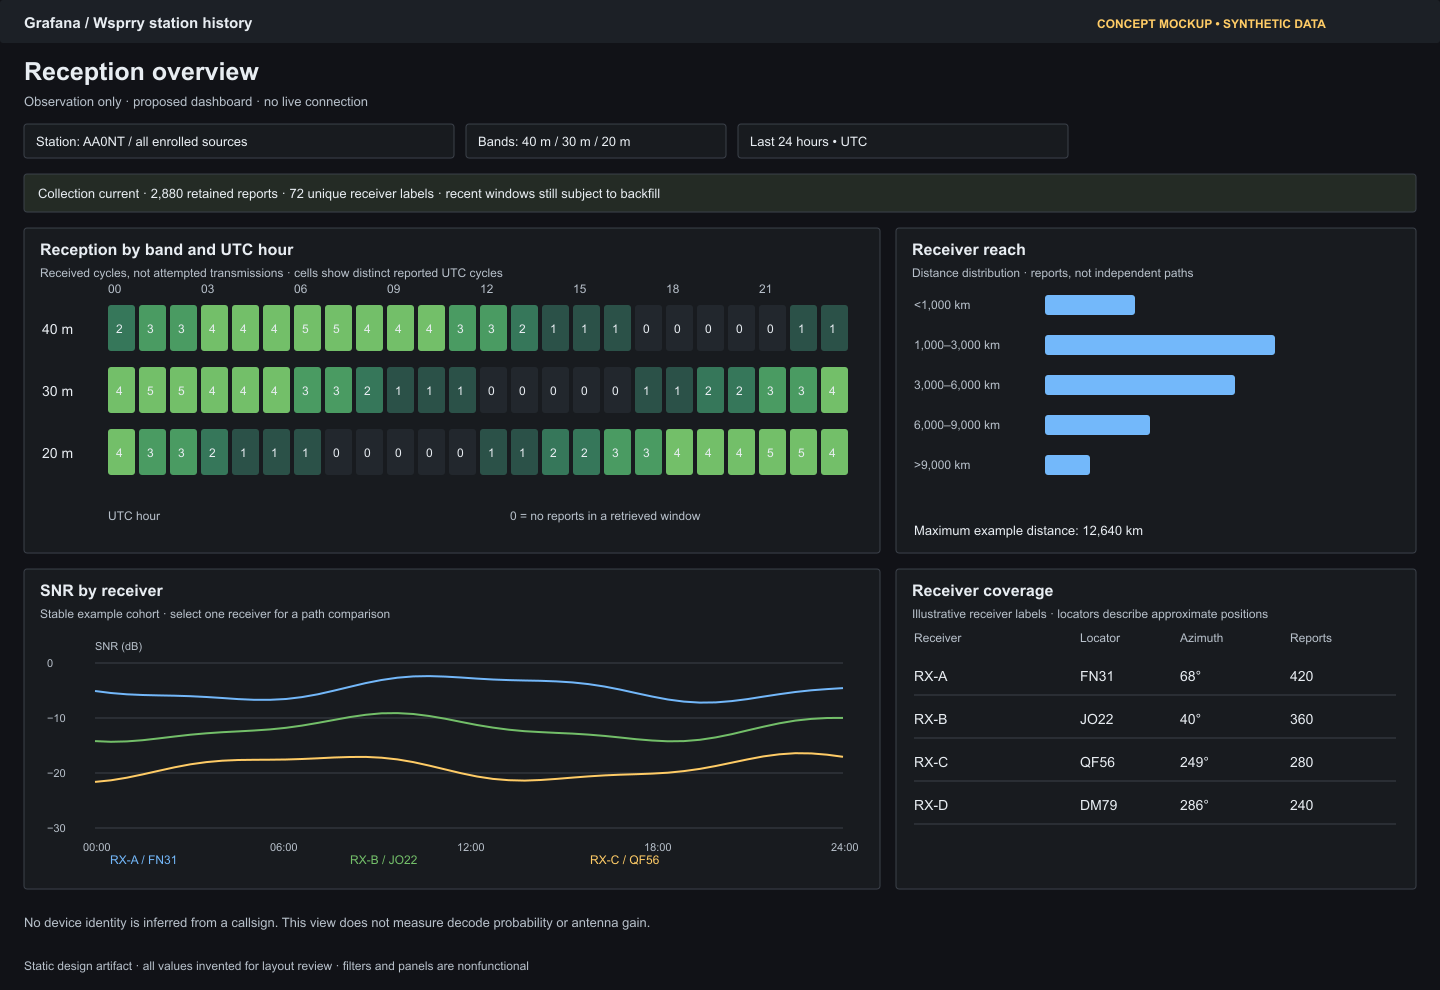 Grafana / Wsprry station history
CONCEPT MOCKUP • SYNTHETIC DATA
Reception overview
Observation only · proposed dashboard · no live connection
Station: AA0NT / all enrolled sources
Bands: 40 m / 30 m / 20 m
Last 24 hours • UTC
Collection current · 2,880 retained reports · 72 unique receiver labels · recent windows still subject to backfill
Reception by band and UTC hour
Received cycles, not attempted transmissions · cells show distinct reported UTC cycles
00 03 06 09 12 15 18 21
40 m 2 3 3 4 4 4 5 5 4 4 4 3 3 2 1 1 1 0 0 0 0 0 1 1
30 m 4 5 5 4 4 4 3 3 2 1 1 1 0 0 0 0 0 1 1 2 2 3 3 4
20 m 4 3 3 2 1 1 1 0 0 0 0 0 1 1 2 2 3 3 4 4 4 5 5 4
UTC hour
0 = no reports in a retrieved window
Receiver reach
Distance distribution · reports, not independent paths
<1,000 km
1,000–3,000 km
3,000–6,000 km
6,000–9,000 km
>9,000 km
Maximum example distance: 12,640 km
SNR by receiver
Stable example cohort · select one receiver for a path comparison
SNR (dB)
0
−10
−20
−30
00:00 06:00 12:00 18:00 24:00
RX-A / FN31 RX-B / JO22 RX-C / QF56
Receiver coverage
Illustrative receiver labels · locators describe approximate positions
Receiver Locator Azimuth Reports
RX-A FN31 68° 420
RX-B JO22 40° 360
RX-C QF56 249° 280
RX-D DM79 286° 240
No device identity is inferred from a callsign. This view does not measure decode probability or antenna gain.
Static design artifact · all values invented for layout review · filters and panels are nonfunctional